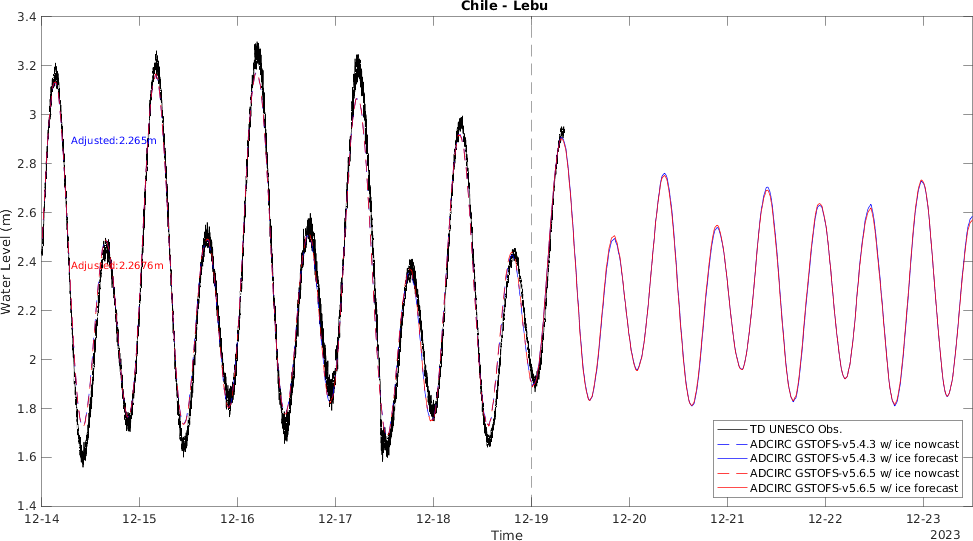 Chile - Lebu
3.4
3.2
3
2.8
2.6
2.4
2.2
2
1.8
1.6
1.4
Water Level (m)
Adjusted:2.265m
Adjusted:2.2676m
TD UNESCO Obs.
ADCIRC GSTOFS-v5.4.3 w/ ice nowcast
ADCIRC GSTOFS-v5.4.3 w/ ice forecast
ADCIRC GSTOFS-v5.6.5 w/ ice nowcast
ADCIRC GSTOFS-v5.6.5 w/ ice forecast
12-14 12-15 12-16 12-17 12-18 12-19 12-20 12-21 12-22 12-23
Time
2023